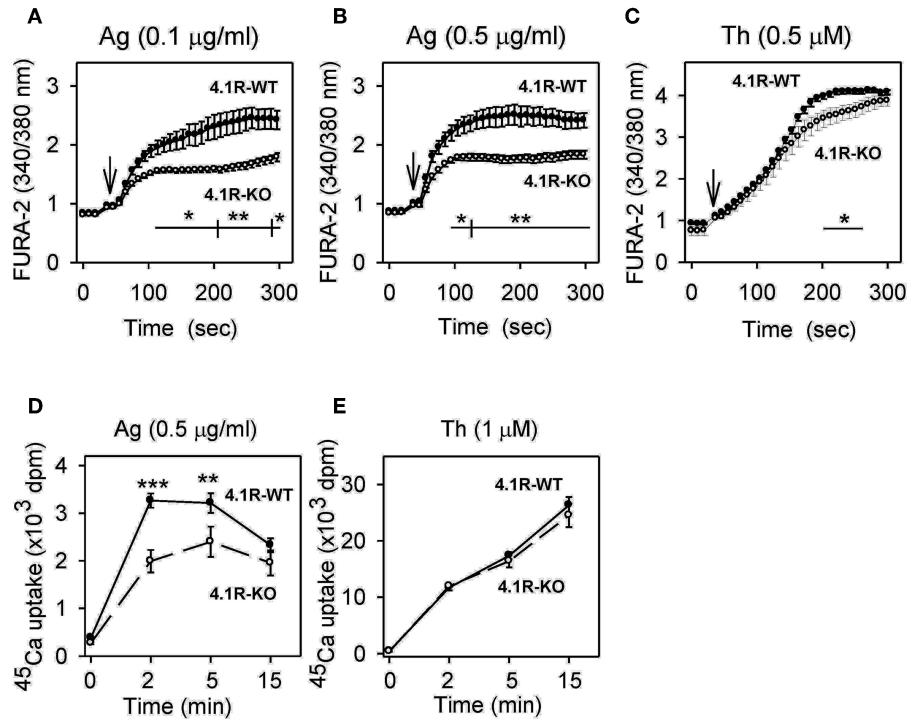 A
Ag (0.1 μg/ml)
FURA-2 (340/380 nm)
3
2
1
0
4.1R-WT
4.1R-KO
* ** *
0 100 200 300
Time (sec)
B
Ag (0.5 μg/ml)
FURA-2 (340/380 nm)
3
2
1
0
4.1R-WT
4.1R-KO
* **
0 100 200 300
Time (sec)
C
Th (0.5 μM)
FURA-2 (340/380 nm)
4
3
2
1
0
4.1R-WT
4.1R-KO
*
0 100 200 300
Time (sec)
D
Ag (0.5 μg/ml)
45Ca uptake (x103 dpm)
4
3
2
1
0
*** **
4.1R-WT
4.1R-KO
0 2 5 15
Time (min)
E
Th (1 μM)
45Ca uptake (x103 dpm)
30
20
10
0
4.1R-WT
4.1R-KO
0 2 5 15
Time (min)